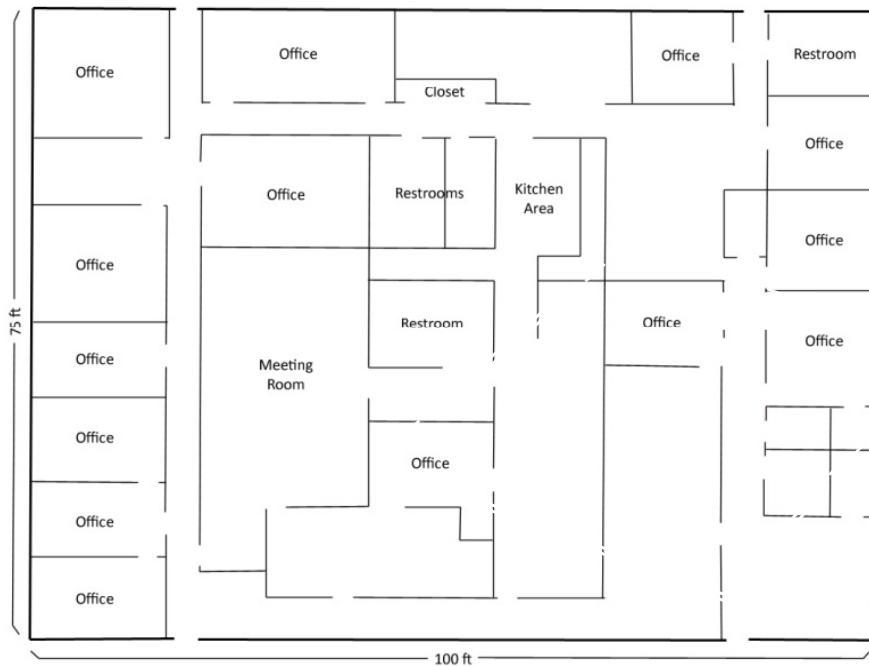 Office
Office
Office
Restroom
Closet
Office
Office
Restrooms
Kitchen
Area
Office
Office
Restroom
Office
Office
75 ft
Office
Meeting
Room
Office
Office
Office
Office
100 ft